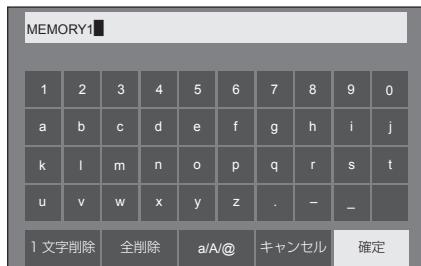 MEMORY1
1 2 3 4 5 6 7 8 9 0
a b c d e f g h i j
k l m n o p q r s t
u v w x y z . – _
1 文字削除 全削除 a/A/@ キャンセル 確定